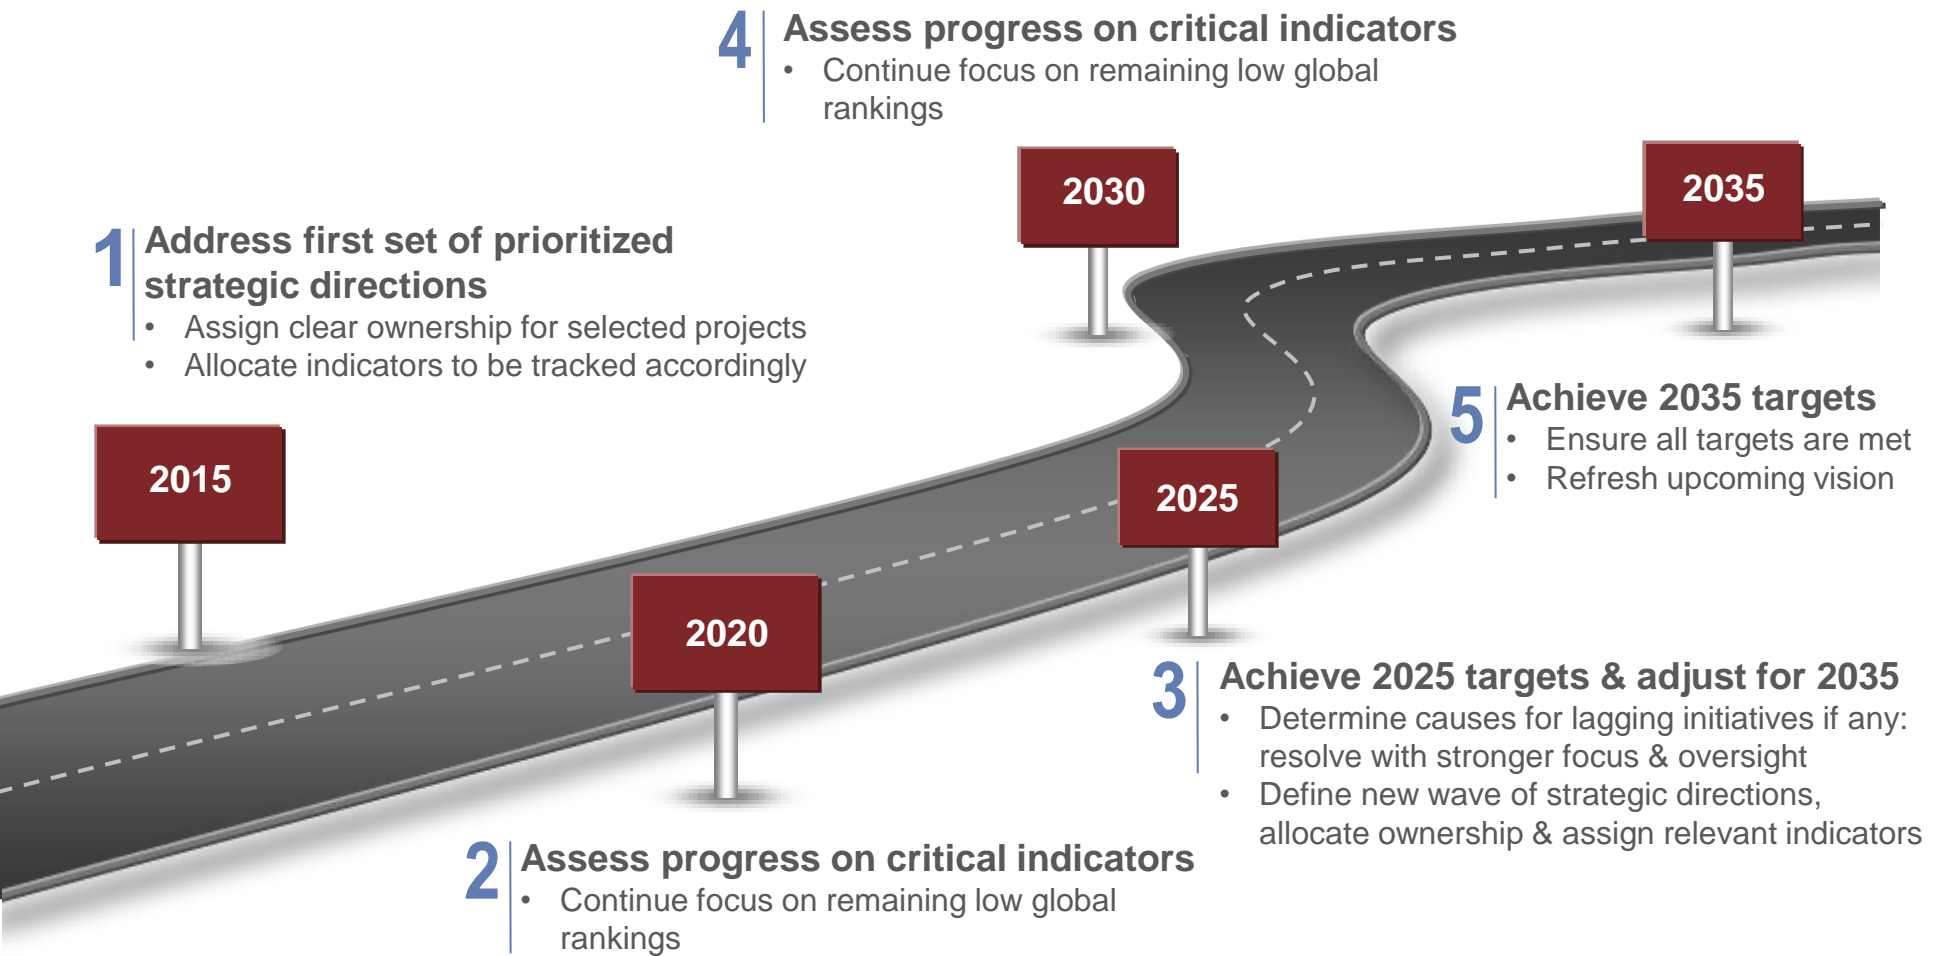 4
Assess progress on critical indicators
• Continue focus on remaining low global
rankings
2030
2035
1
Address first set of prioritized
strategic directions
• Assign clear ownership for selected projects
• Allocate indicators to be tracked accordingly
2015
5
Achieve 2035 targets
• Ensure all targets are met
• Refresh upcoming vision
2025
2020
3
Achieve 2025 targets & adjust for 2035
• Determine causes for lagging initiatives if any:
resolve with stronger focus & oversight
• Define new wave of strategic directions,
allocate ownership & assign relevant indicators
2
Assess progress on critical indicators
• Continue focus on remaining low global
rankings